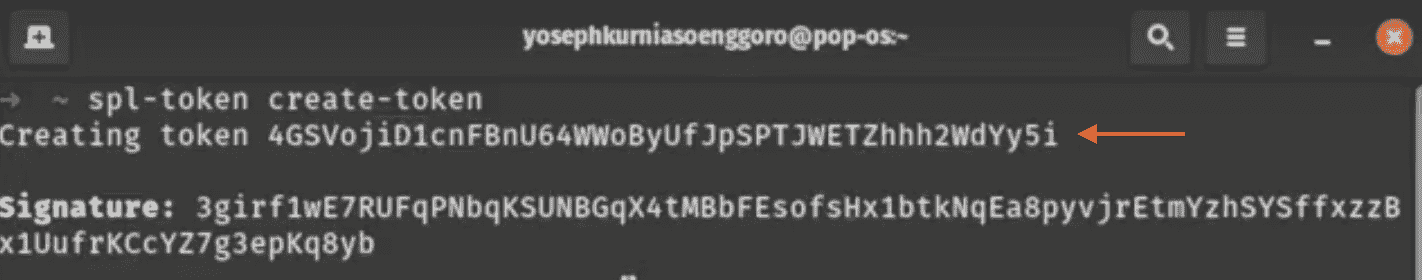 yosephkurniasoenggoro@pop-os:~
→ ~ spl-token create-token
Creating token 4GSVojiD1cnFBnU64WWoByUfJpSPTJWETZhhh2WdYy5i
Signature: 3girf1wE7RUFqPNbqKSUNBGqX4tMBbFEsofsHx1btkNqEa8pyvjrEtmYzhSYSffxzzB
x1UufrKCcYZ7g3epKq8yb